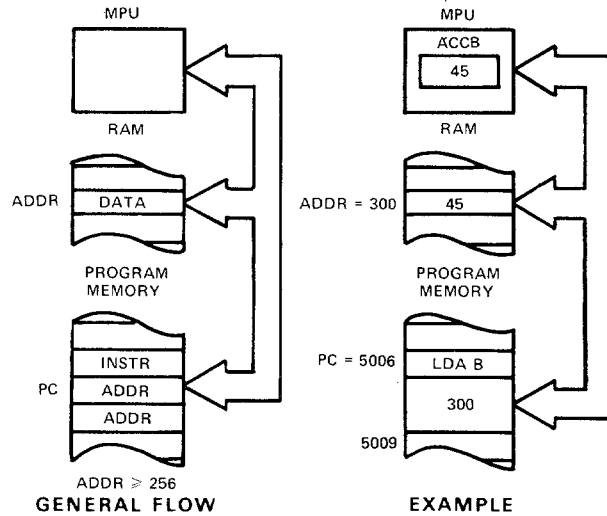 MPU
RAM
ADDR
DATA
PROGRAM
MEMORY
INSTR
PC
ADDR
ADDR
ADDR ⩾ 256
GENERAL FLOW
MPU
ACCB
45
RAM
ADDR = 300
45
PROGRAM
MEMORY
PC = 5006
LDA B
300
5009
EXAMPLE